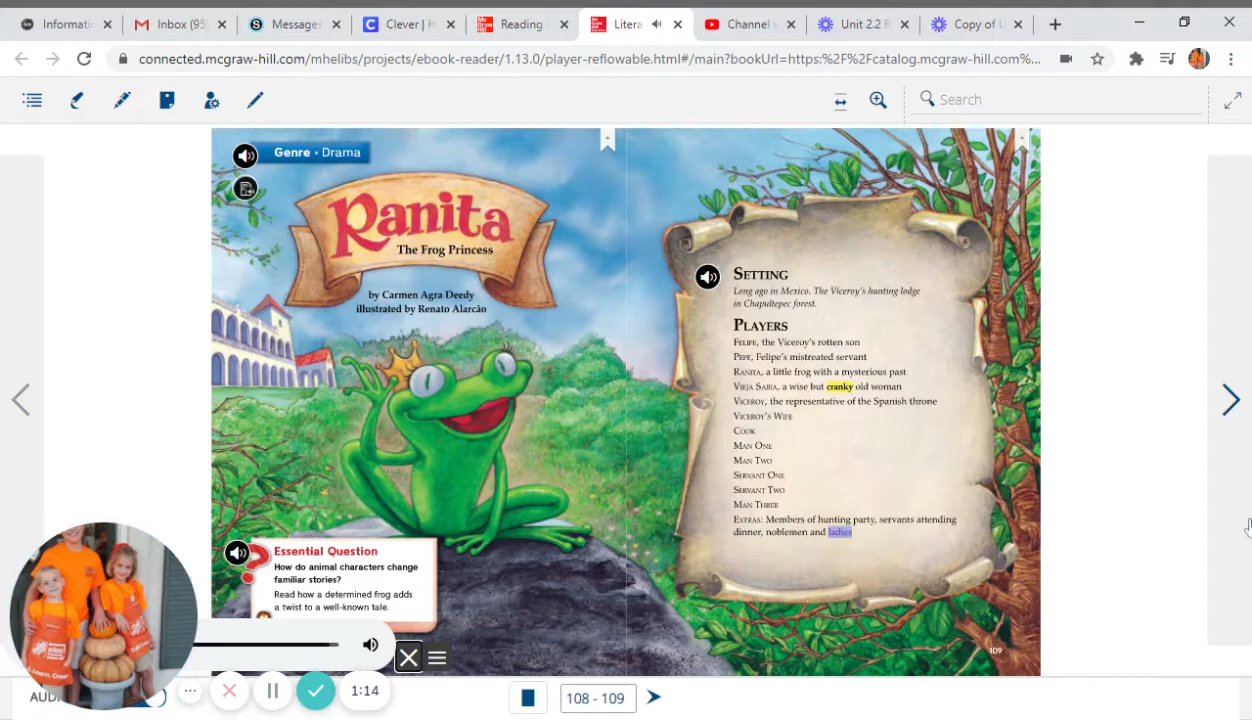 Informatic
Inbox (95
Messages
Clever | H
Reading
Litera
Channel
Unit 2.2 R
Copy of L
connected.mcgraw-hill.com/mhelibs/projects/ebook-reader/1.13.0/player-reflowable.html#/main?bookUrl=https:%2F%2Fcatalog.mcgraw-hill.com%...
Search
Genre • Drama
Ranita
The Frog Princess
by Carmen Agra Deedy
illustrated by Renato Alarcão
Essential Question
How do animal characters change
familiar stories?
Read how a determined frog adds
a twist to a well-known tale.
SETTING
Long ago in Mexico. The Viceroy's hunting lodge
in Chapultepec forest.
PLAYERS
FELIPE, the Viceroy's rotten son
PEPE, Felipe's mistreated servant
RANITA, a little frog with a mysterious past
VIEJA SABIA, a wise but cranky old woman
VICEROY, the representative of the Spanish throne
VICEROY'S WIFE
COOK
MAN ONE
MAN TWO
SERVANT ONE
SERVANT TWO
MAN THREE
EXTRAS: Members of hunting party, servants attending
dinner, noblemen and ladies
109
1:14
108 - 109